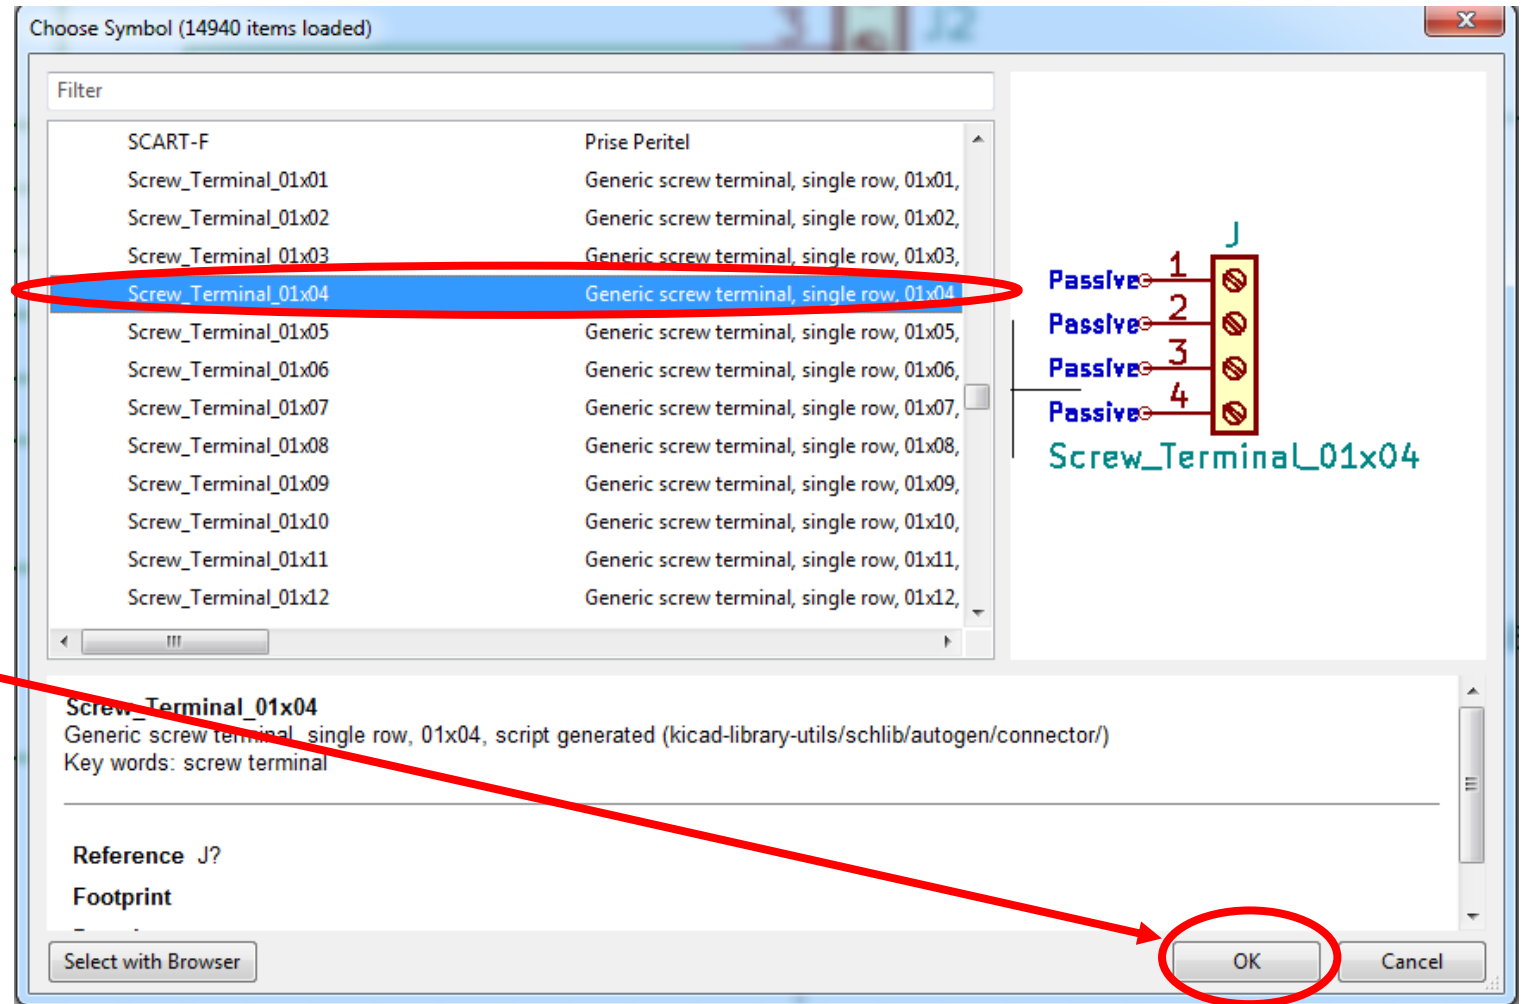 Choose Symbol (14940 items loaded)
J2
Filter
SCART-F Prise Peritel
Screw_Terminal_01x01 Generic screw terminal, single row, 01x01,
Screw_Terminal_01x02 Generic screw terminal, single row, 01x02,
Screw_Terminal_01x03 Generic screw terminal, single row, 01x03,
Screw_Terminal_01x04 Generic screw terminal, single row, 01x04
Screw_Terminal_01x05 Generic screw terminal, single row, 01x05,
Screw_Terminal_01x06 Generic screw terminal, single row, 01x06,
Screw_Terminal_01x07 Generic screw terminal, single row, 01x07,
Screw_Terminal_01x08 Generic screw terminal, single row, 01x08,
Screw_Terminal_01x09 Generic screw terminal, single row, 01x09,
Screw_Terminal_01x10 Generic screw terminal, single row, 01x10,
Screw_Terminal_01x11 Generic screw terminal, single row, 01x11,
Screw_Terminal_01x12 Generic screw terminal, single row, 01x12,
J
Passive 1
Passive 2
Passive 3
Passive 4
Screw_Terminal_01x04
Screw_Terminal_01x04
Generic screw terminal, single row, 01x04, script generated (kicad-library-utils/schlib/autogen/connector/)
Key words: screw terminal
Reference J?
Footprint
Select with Browser
OK
Cancel